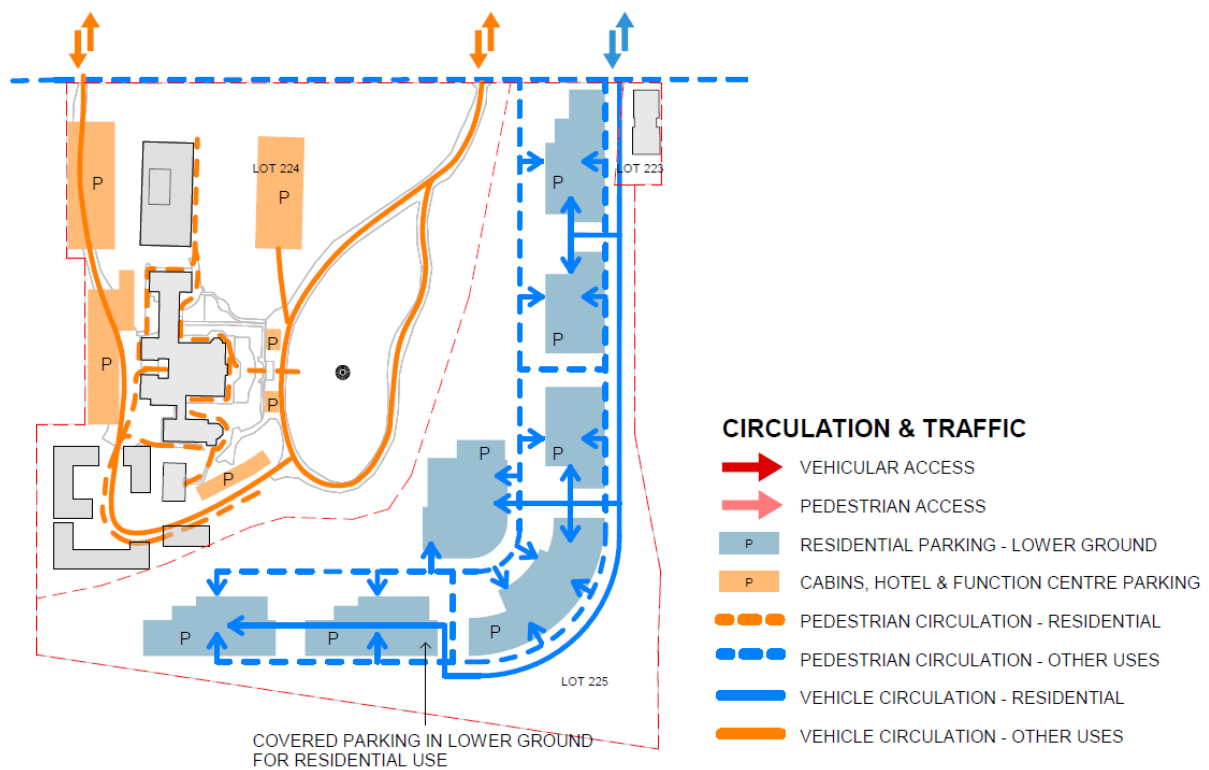 P
LOT 224
P
P
LOT 223
P
P
P
P
P
P
P
P
P
P
P
LOT 225
COVERED PARKING IN LOWER GROUND
FOR RESIDENTIAL USE
CIRCULATION & TRAFFIC
VEHICULAR ACCESS
PEDESTRIAN ACCESS
P RESIDENTIAL PARKING - LOWER GROUND
P CABINS, HOTEL & FUNCTION CENTRE PARKING
PEDESTRIAN CIRCULATION - RESIDENTIAL
PEDESTRIAN CIRCULATION - OTHER USES
VEHICLE CIRCULATION - RESIDENTIAL
VEHICLE CIRCULATION - OTHER USES